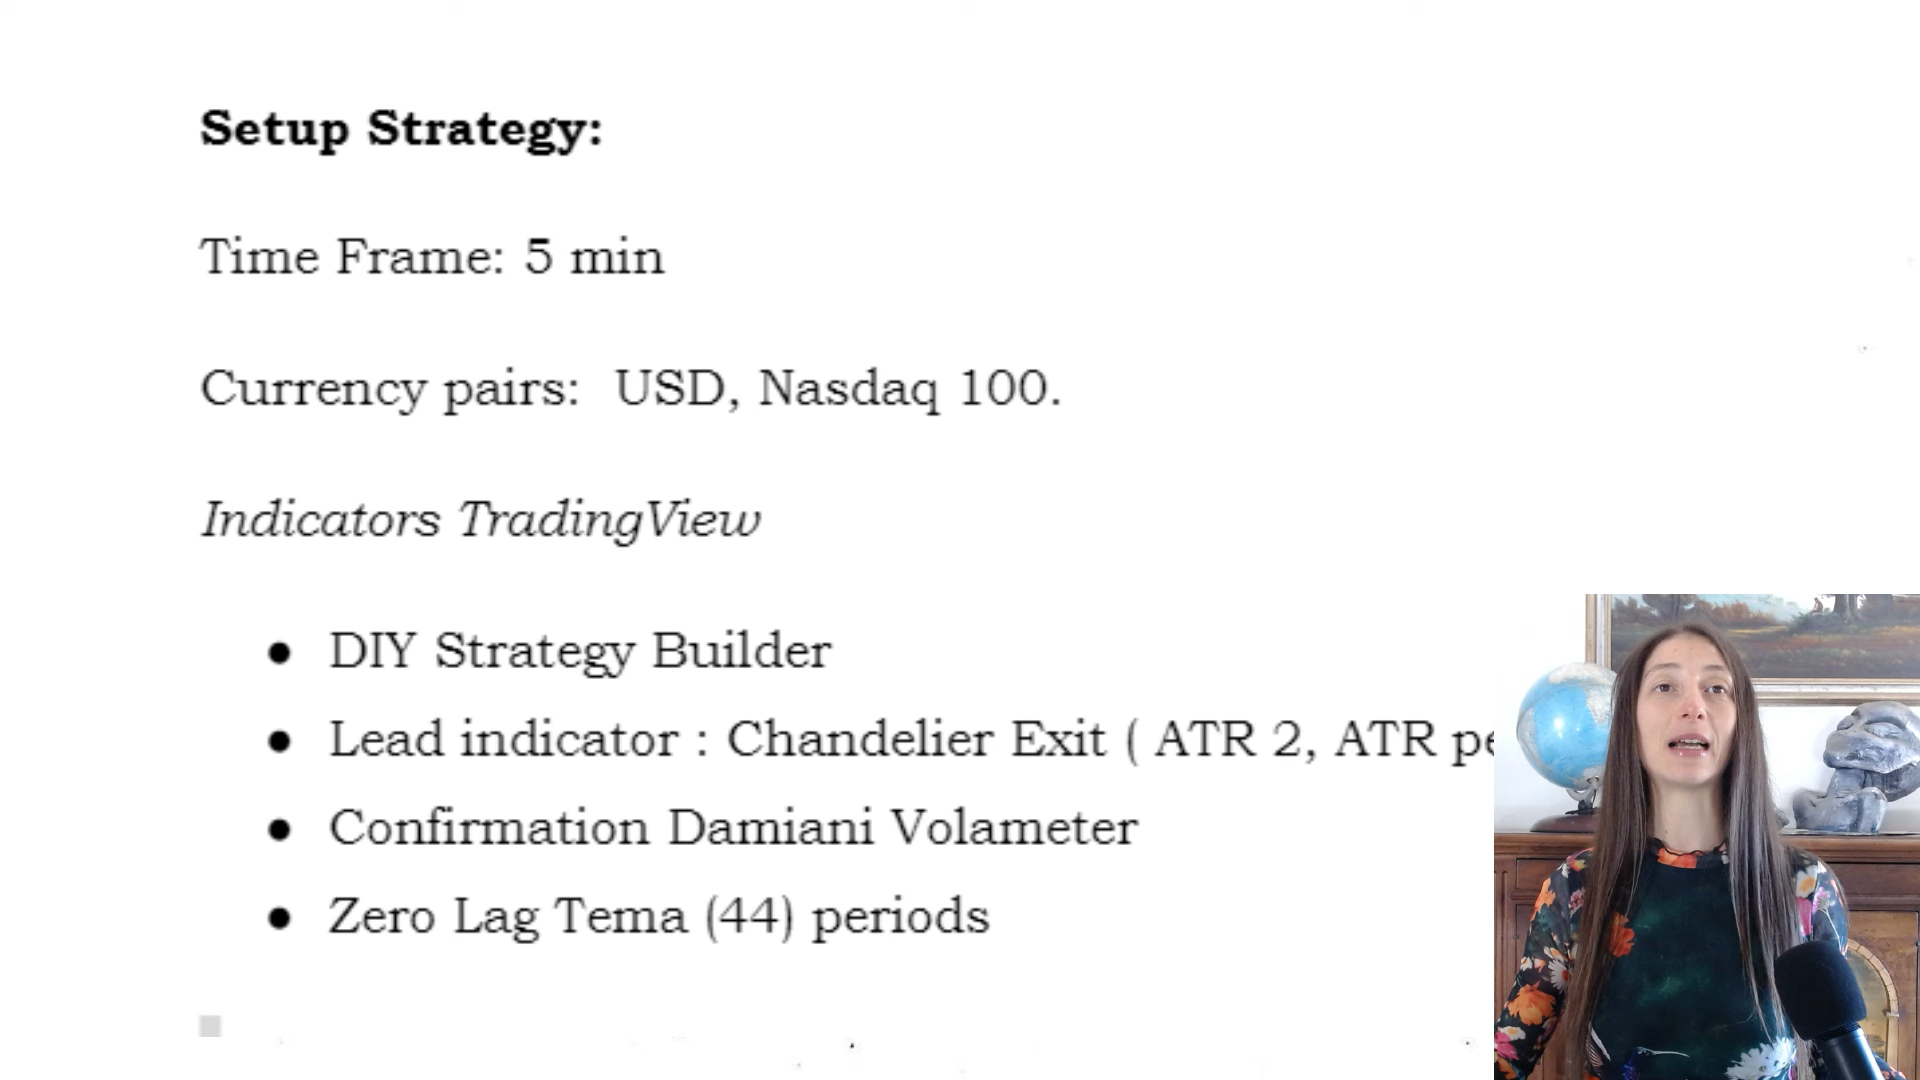 Setup Strategy:
Time Frame: 5 min
Currency pairs: USD, Nasdaq 100.
Indicators TradingView
● DIY Strategy Builder
● Lead indicator : Chandelier Exit ( ATR 2, ATR
● Confirmation Damiani Volameter
● Zero Lag Tema (44) periods